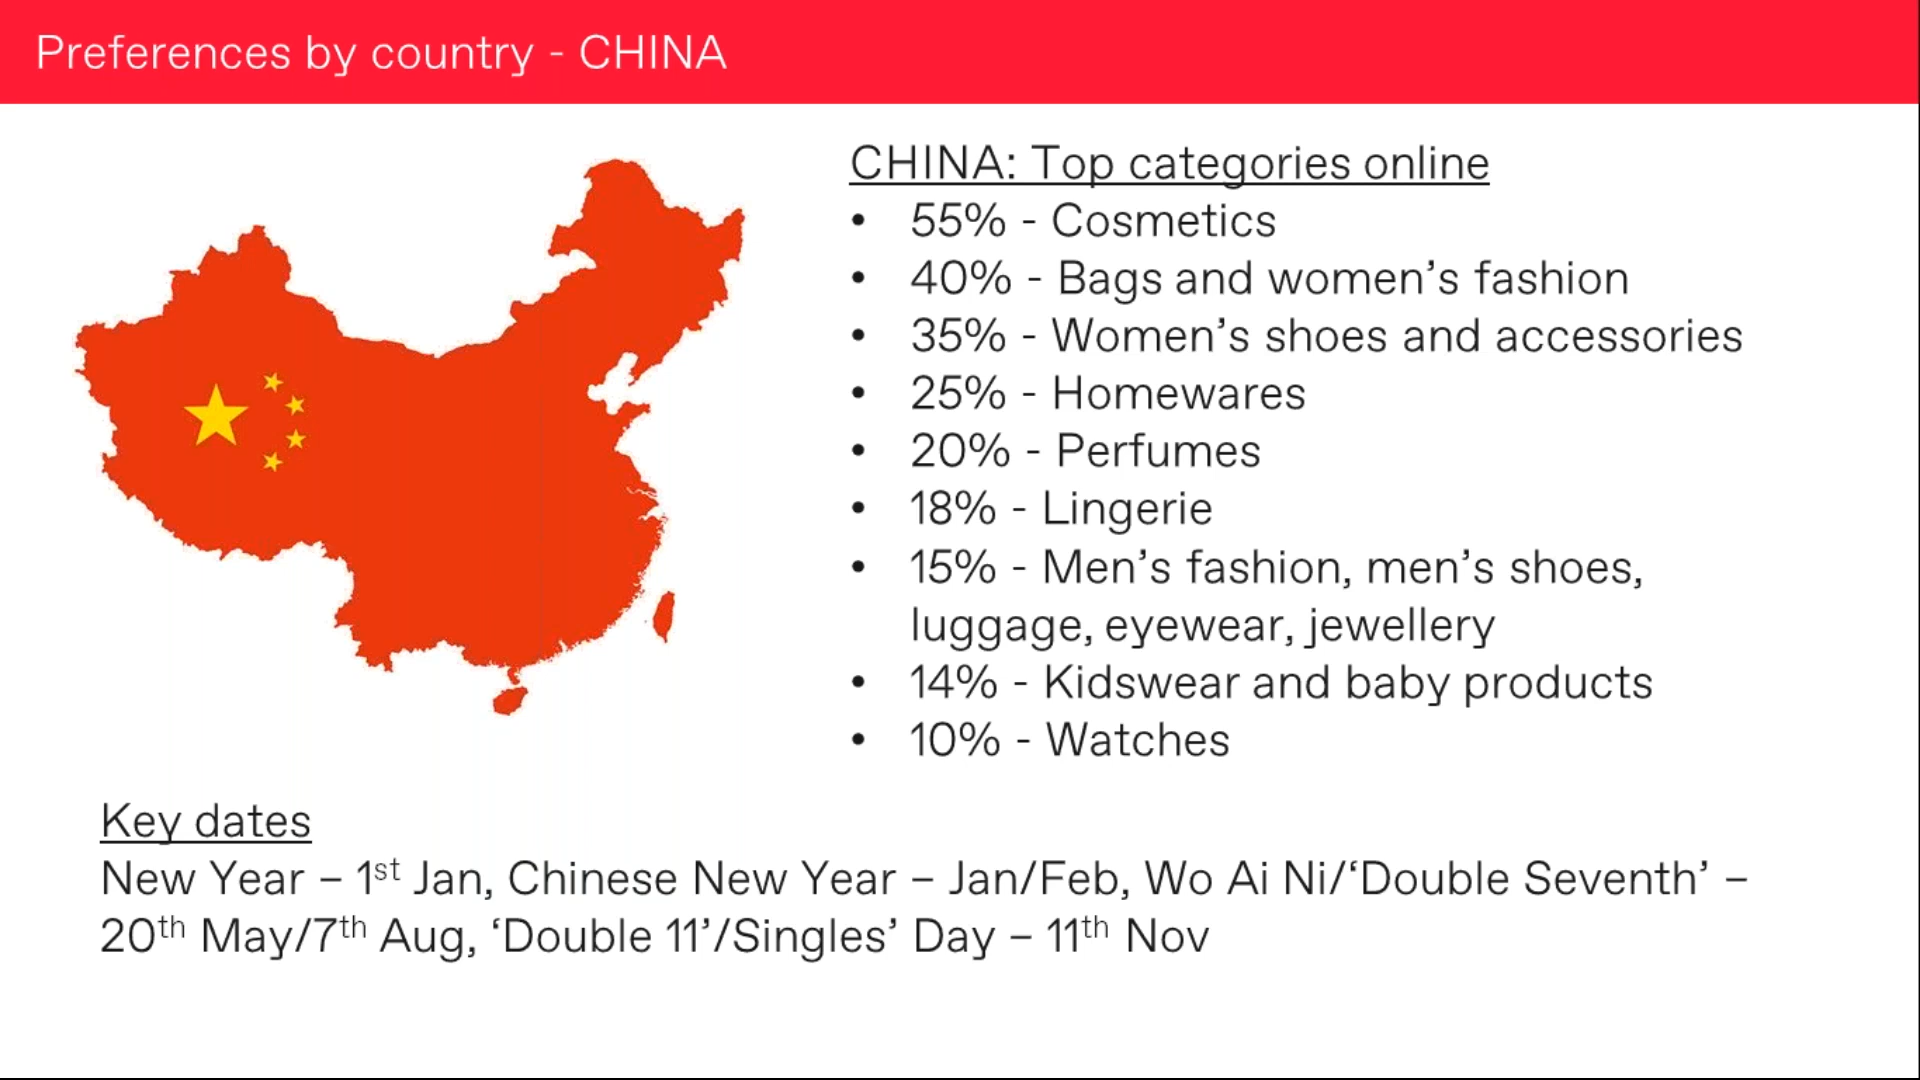 Preferences by country - CHINA
CHINA: Top categories online
• 55% - Cosmetics
• 40% - Bags and women’s fashion
• 35% - Women’s shoes and accessories
• 25% - Homewares
• 20% - Perfumes
• 18% - Lingerie
• 15% - Men’s fashion, men’s shoes,
luggage, eyewear, jewellery
• 14% - Kidswear and baby products
• 10% - Watches
Key dates
New Year – 1st Jan, Chinese New Year – Jan/Feb, Wo Ai Ni/‘Double Seventh’ –
20th May/7th Aug, ‘Double 11’/Singles’ Day – 11th Nov